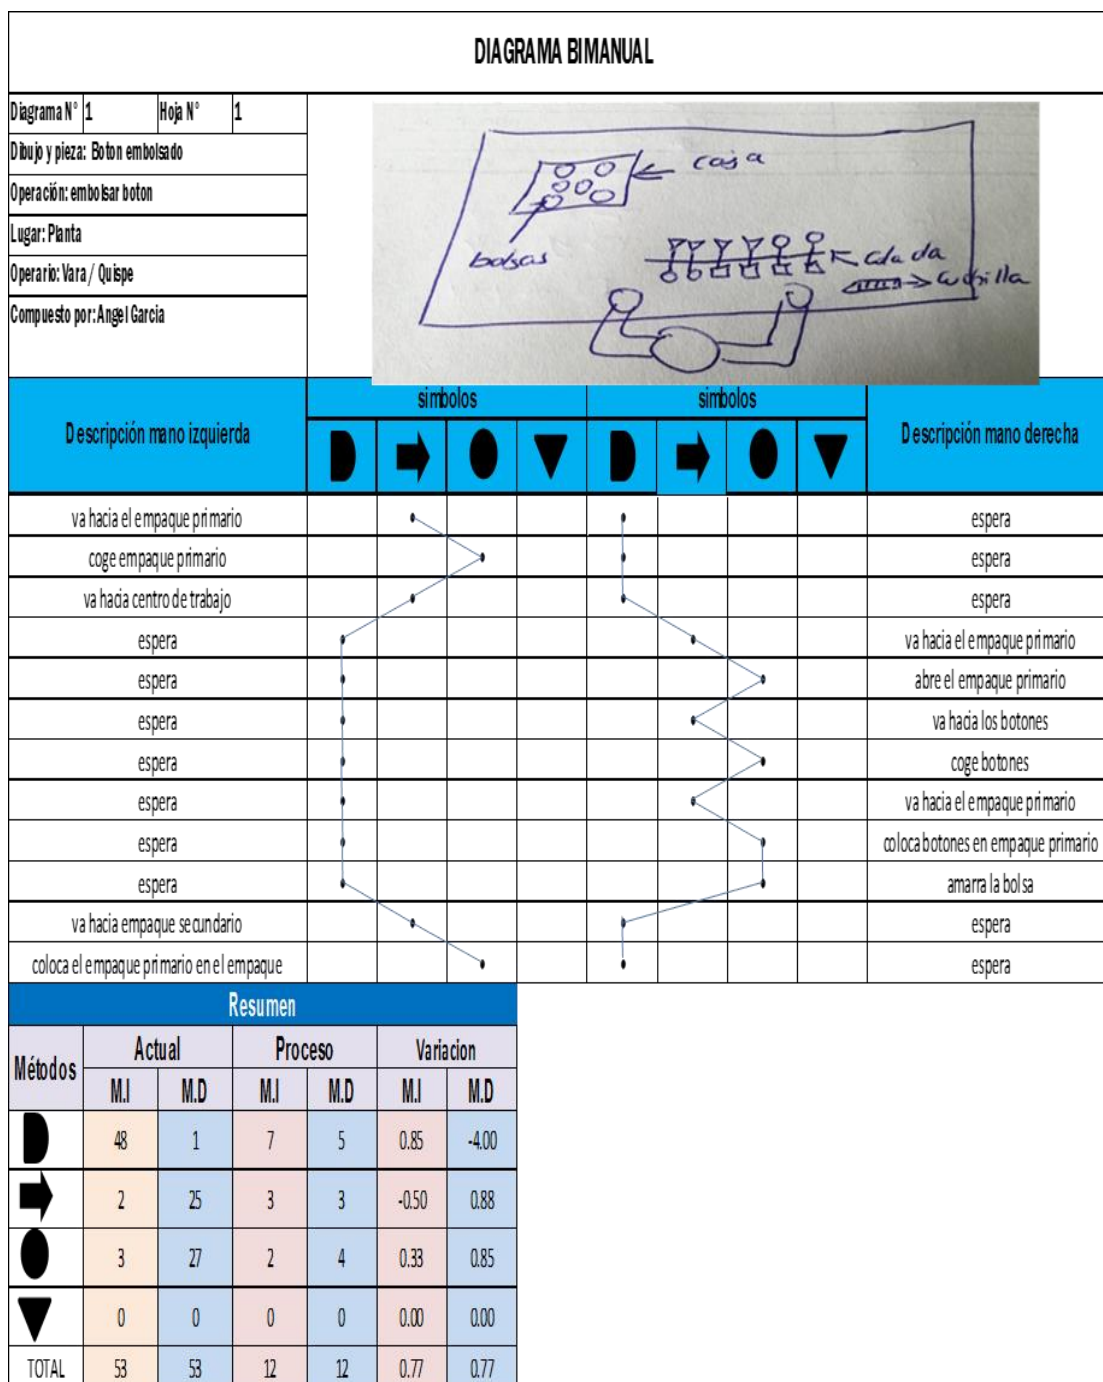 DIAGRAMA BIMANUAL
Diagrama N° 1 Hoja N° 1
Dibujo y pieza: Boton embolsado
Operación: embolsar boton
Lugar: Planta
Operario: Vara / Quispe
Compuesto por: Angel Garcia
caja
bolsas
colada
cuchilla
simbolos simbolos
Descripción mano izquierda Descripción mano derecha
va hacia el empaque primario espera
coge empaque primario espera
va hacia centro de trabajo espera
espera va hacia el empaque primario
espera abre el empaque primario
espera va hacia los botones
espera coge botones
espera va hacia el empaque primario
espera coloca botones en empaque primario
espera amarra la bolsa
va hacia empaque secundario espera
coloca el empaque primario en el empaque espera
Resumen
Métodos Actual Proceso Variacion
M.I M.D M.I M.D M.I M.D
48 1 7 5 0.85 -4.00
2 25 3 3 -0.50 0.88
3 27 2 4 0.33 0.85
0 0 0 0 0.00 0.00
TOTAL 53 53 12 12 0.77 0.77